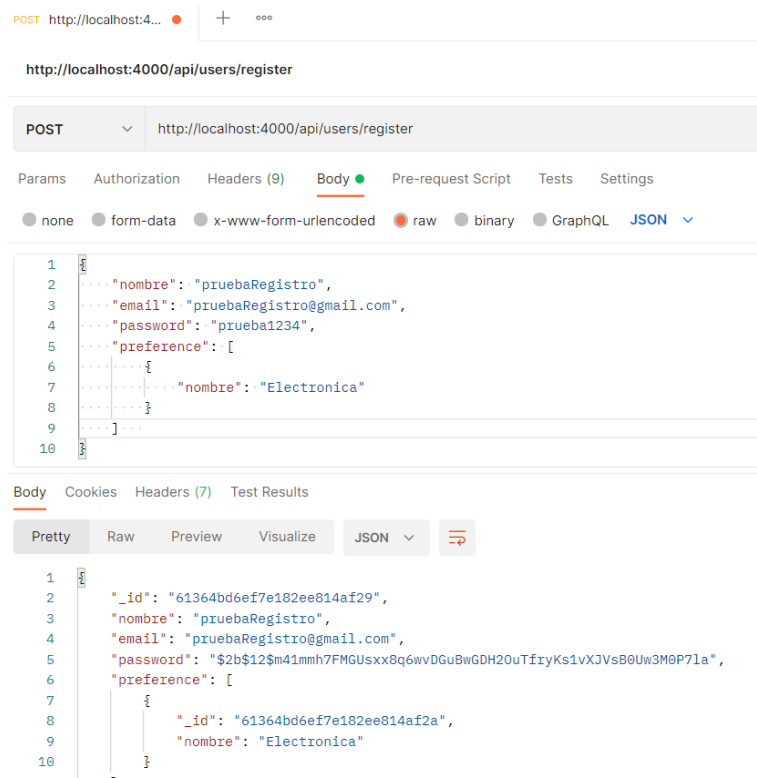 POST http://localhost:4... + ooo
http://localhost:4000/api/users/register
POST http://localhost:4000/api/users/register
Params Authorization Headers (9) Body Pre-request Script Tests Settings
none form-data x-www-form-urlencoded raw binary GraphQL JSON
1 {
2 "nombre": "pruebaRegistro",
3 "email": "pruebaRegistro@gmail.com",
4 "password": "prueba1234",
5 "preference": [
6 {
7 "nombre": "Electronica"
8 }
9 ]
10 }
Body Cookies Headers (7) Test Results
Pretty Raw Preview Visualize JSON
1 {
2 "_id": "61364bd6ef7e182ee814af29",
3 "nombre": "pruebaRegistro",
4 "email": "pruebaRegistro@gmail.com",
5 "password": "$2b$12$m41mmh7FMGUsxx8q6wvDGuBwGDH2OuTfryKs1vXJVsB0Uw3M0P7la",
6 "preference": [
7 {
8 "_id": "61364bd6ef7e182ee814af2a",
9 "nombre": "Electronica"
10 }